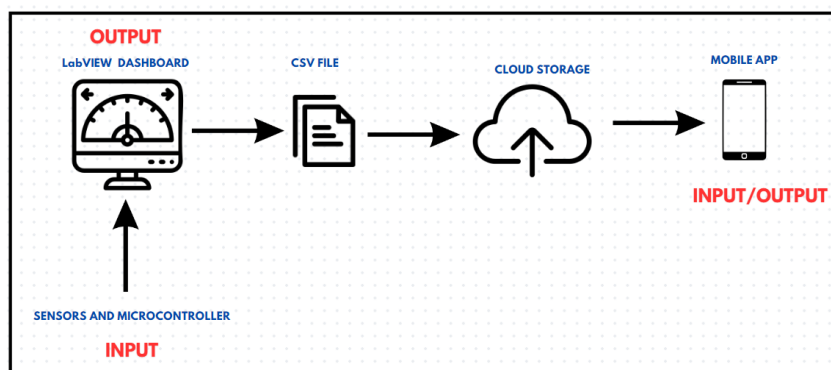 OUTPUT
LabVIEW DASHBOARD
CSV FILE
CLOUD STORAGE
MOBILE APP
INPUT/OUTPUT
SENSORS AND MICROCONTROLLER
INPUT